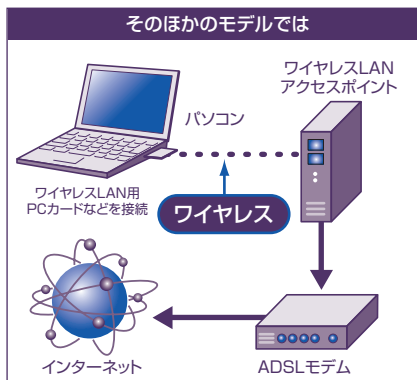 そのほかのモデルでは
ワイヤレスLAN
アクセスポイント
パソコン
ワイヤレスLAN用
PCカードなどを接続
ワイヤレス
インターネット
ADSLモデム